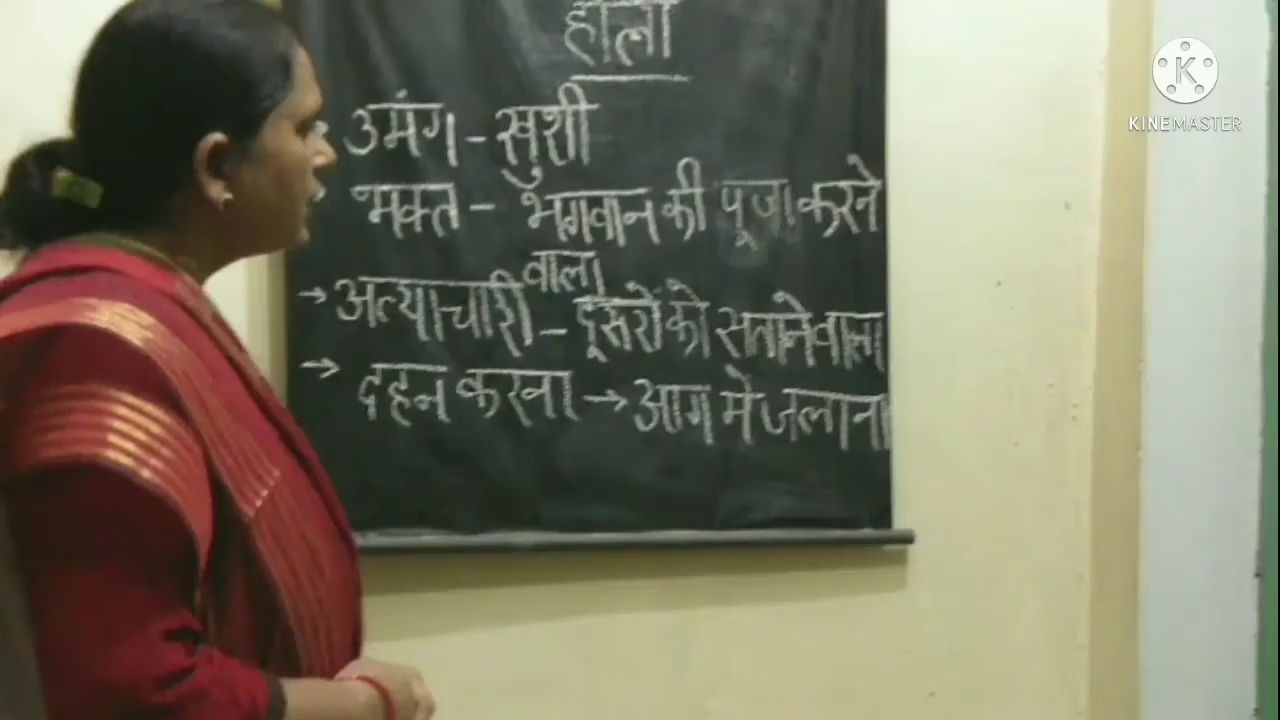 होली
उमंग - खुशी
भक्त - भगवान की पूजा करने
वाला
→ अत्याचारी - दूसरों को सताने वाला
→ दहन करना → आग में जलाना
KINEMASTER